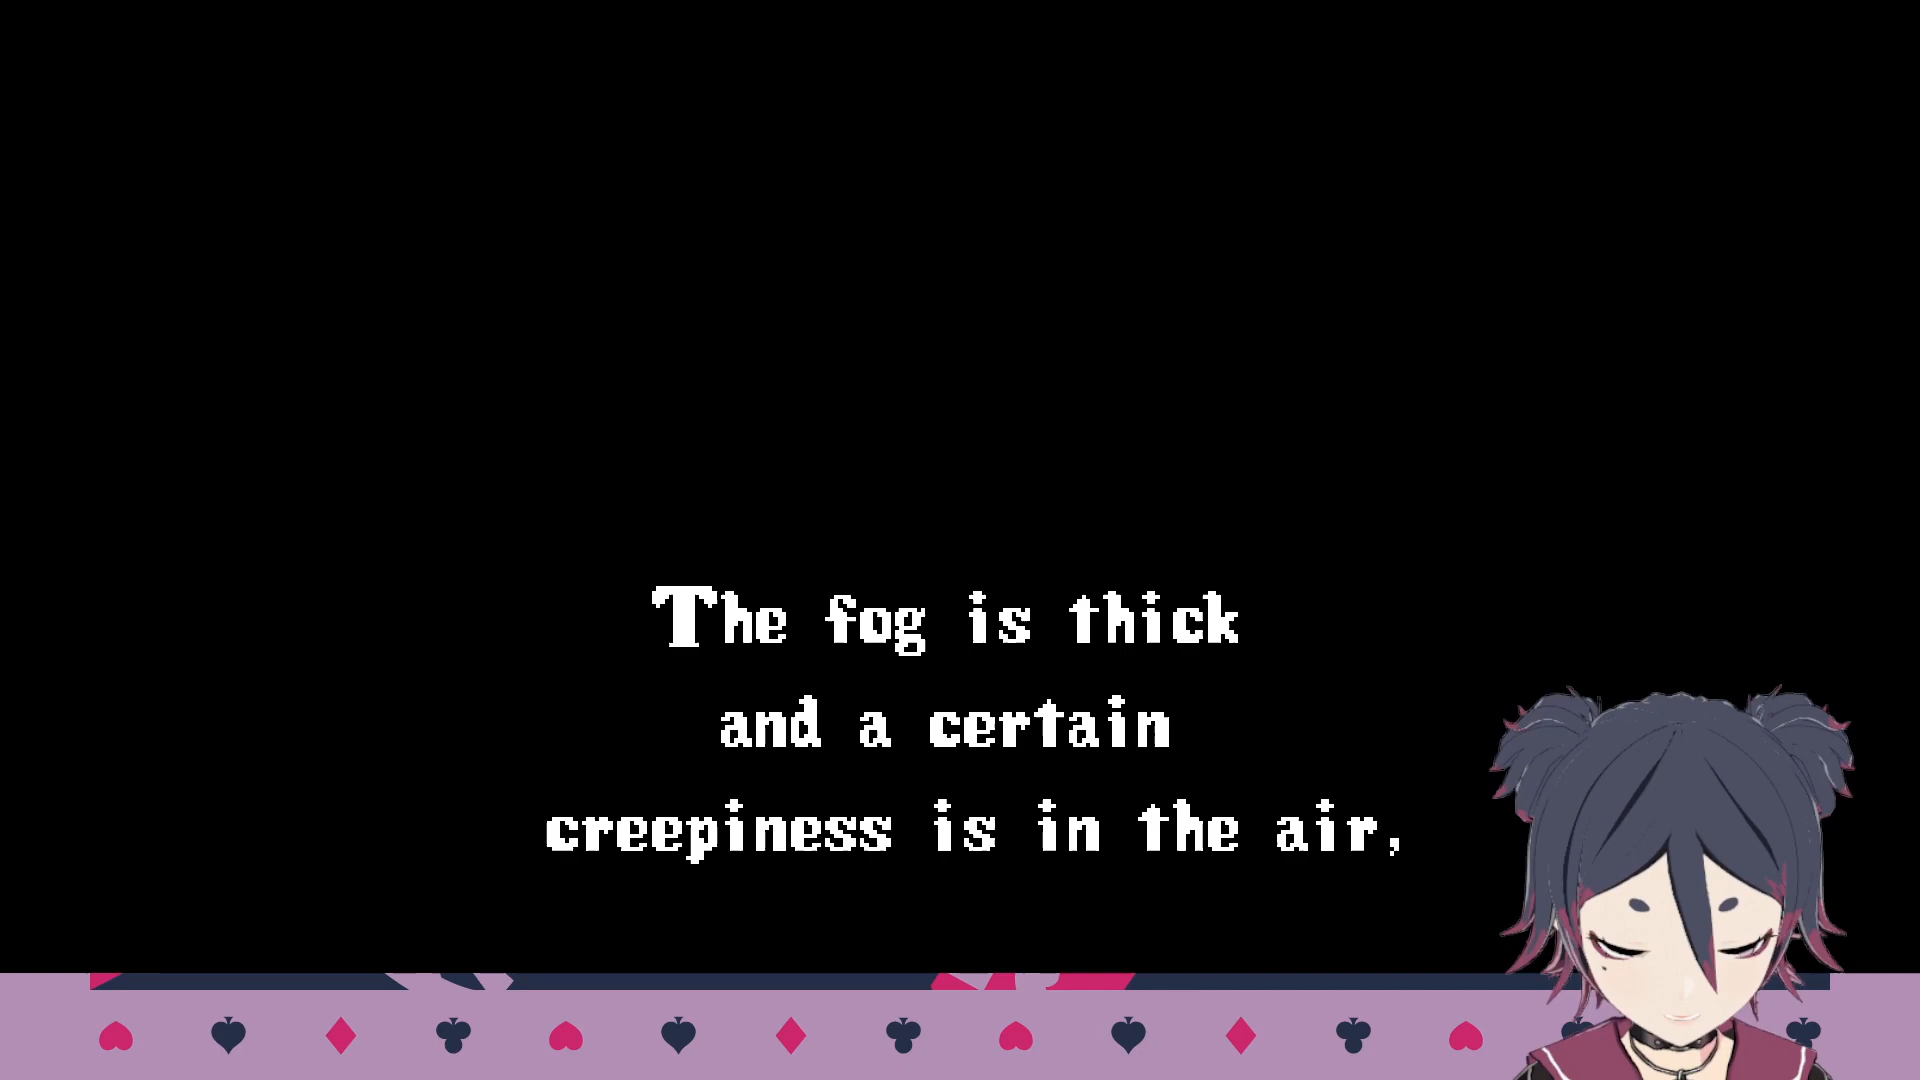 The fog is thick
and a certain
creepiness is in the air,